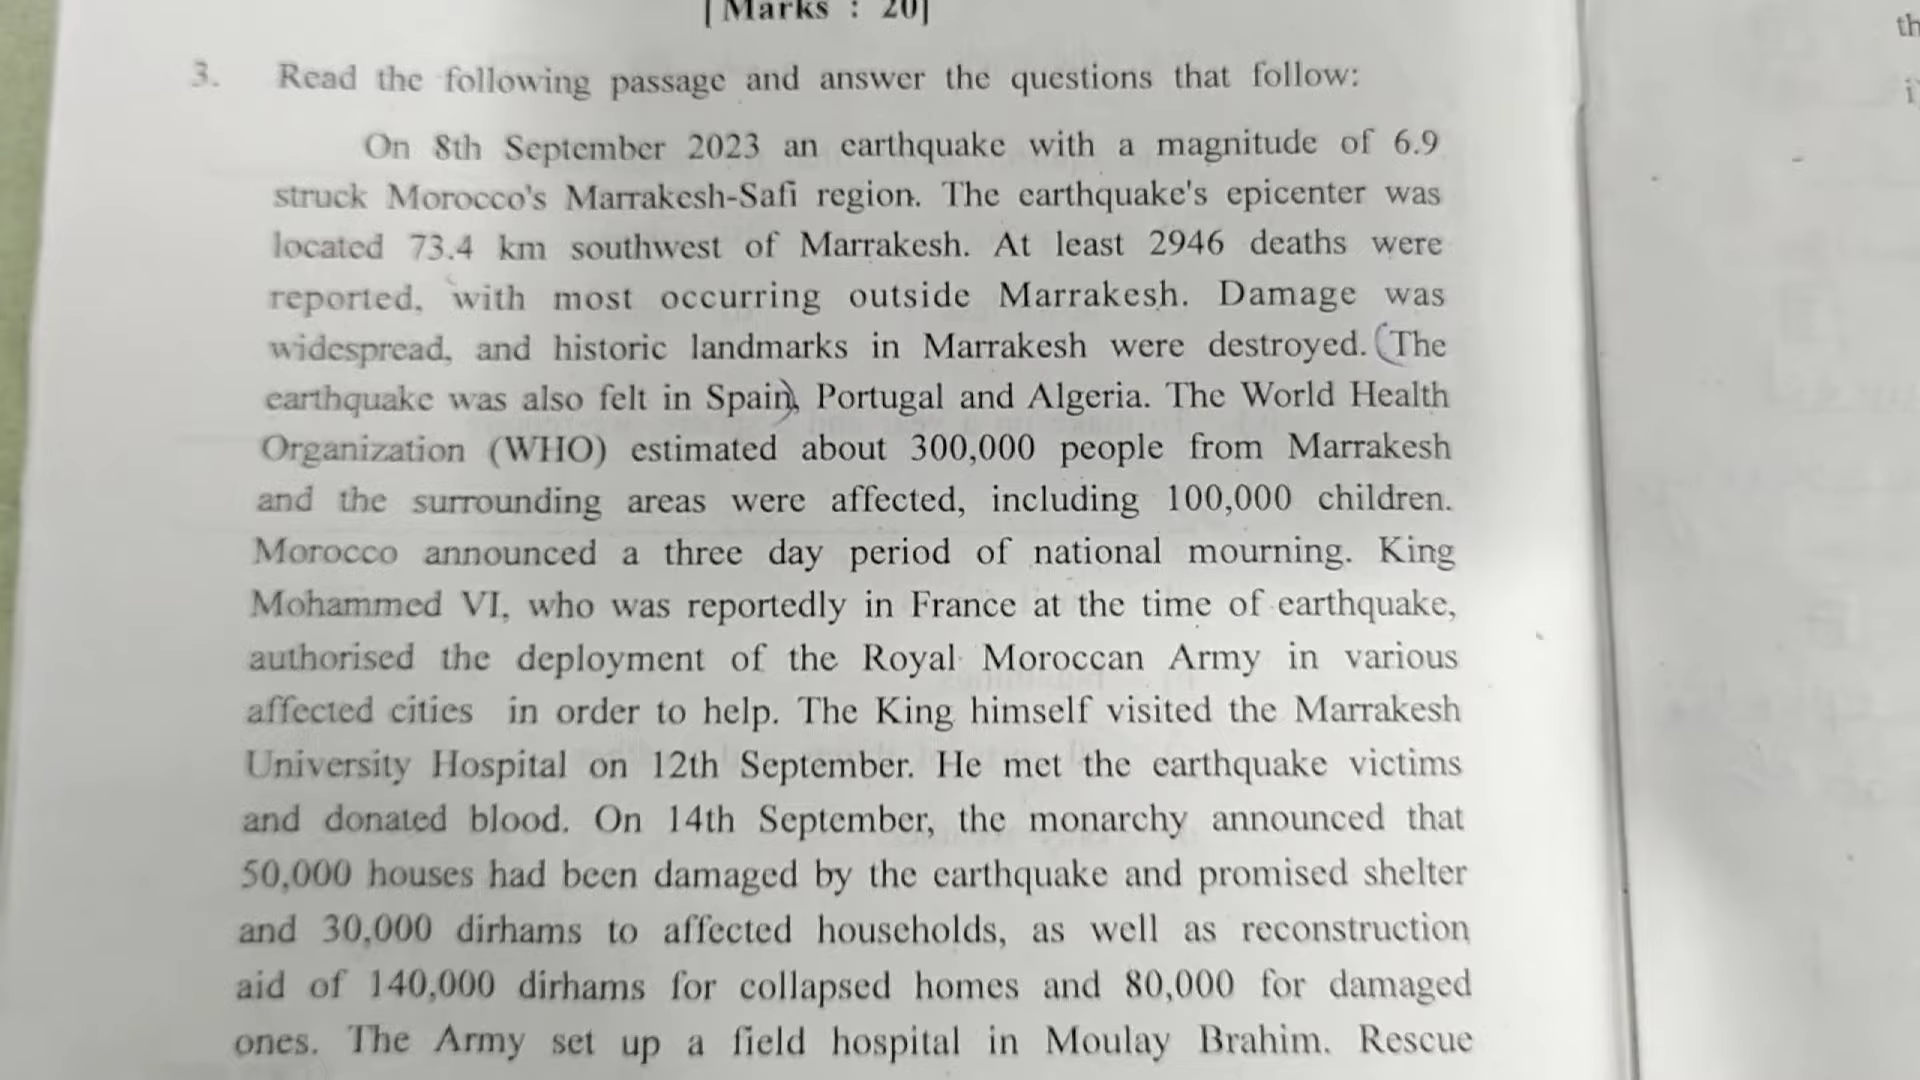 [Marks : 20]
3. Read the following passage and answer the questions that follow:
On 8th September 2023 an earthquake with a magnitude of 6.9
struck Morocco's Marrakesh-Safi region. The earthquake's epicenter was
located 73.4 km southwest of Marrakesh. At least 2946 deaths were
reported, with most occurring outside Marrakesh. Damage was
widespread, and historic landmarks in Marrakesh were destroyed. (The
earthquake was also felt in Spain), Portugal and Algeria. The World Health
Organization (WHO) estimated about 300,000 people from Marrakesh
and the surrounding areas were affected, including 100,000 children.
Morocco announced a three day period of national mourning. King
Mohammed VI, who was reportedly in France at the time of earthquake,
authorised the deployment of the Royal Moroccan Army in various
affected cities in order to help. The King himself visited the Marrakesh
University Hospital on 12th September. He met the earthquake victims
and donated blood. On 14th September, the monarchy announced that
50,000 houses had been damaged by the earthquake and promised shelter
and 30,000 dirhams to affected households, as well as reconstruction
aid of 140,000 dirhams for collapsed homes and 80,000 for damaged
ones. The Army set up a field hospital in Moulay Brahim. Rescue